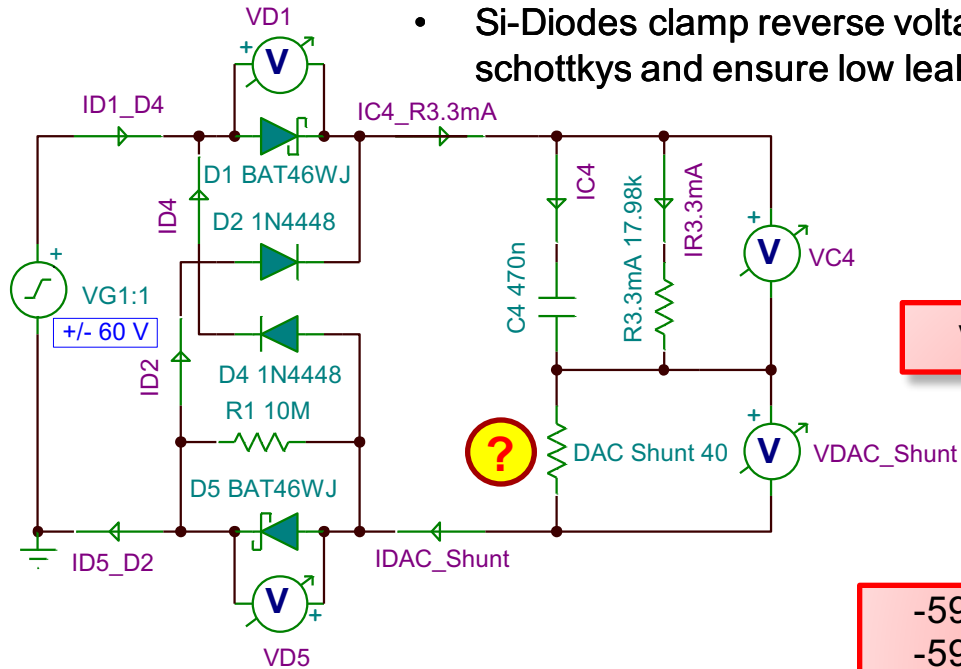 VD1
• Si-Diodes clamp reverse
schottkys and ensure low
V
ID1_D4
IC4_R3.3mA
D1 BAT46WJ
ID4
D2 1N4448
IC4
IR3.3mA
C4 470n
R3.3mA 17.98k
+
V
VC4
+
VG1:1
+/- 60 V
ID2
D4 1N4448
R1 10M
?
DAC Shunt 40
+
V
VDAC_Shunt
D5 BAT46WJ
ID5_D2
IDAC_Shunt
V
+
VD5
-59
-59